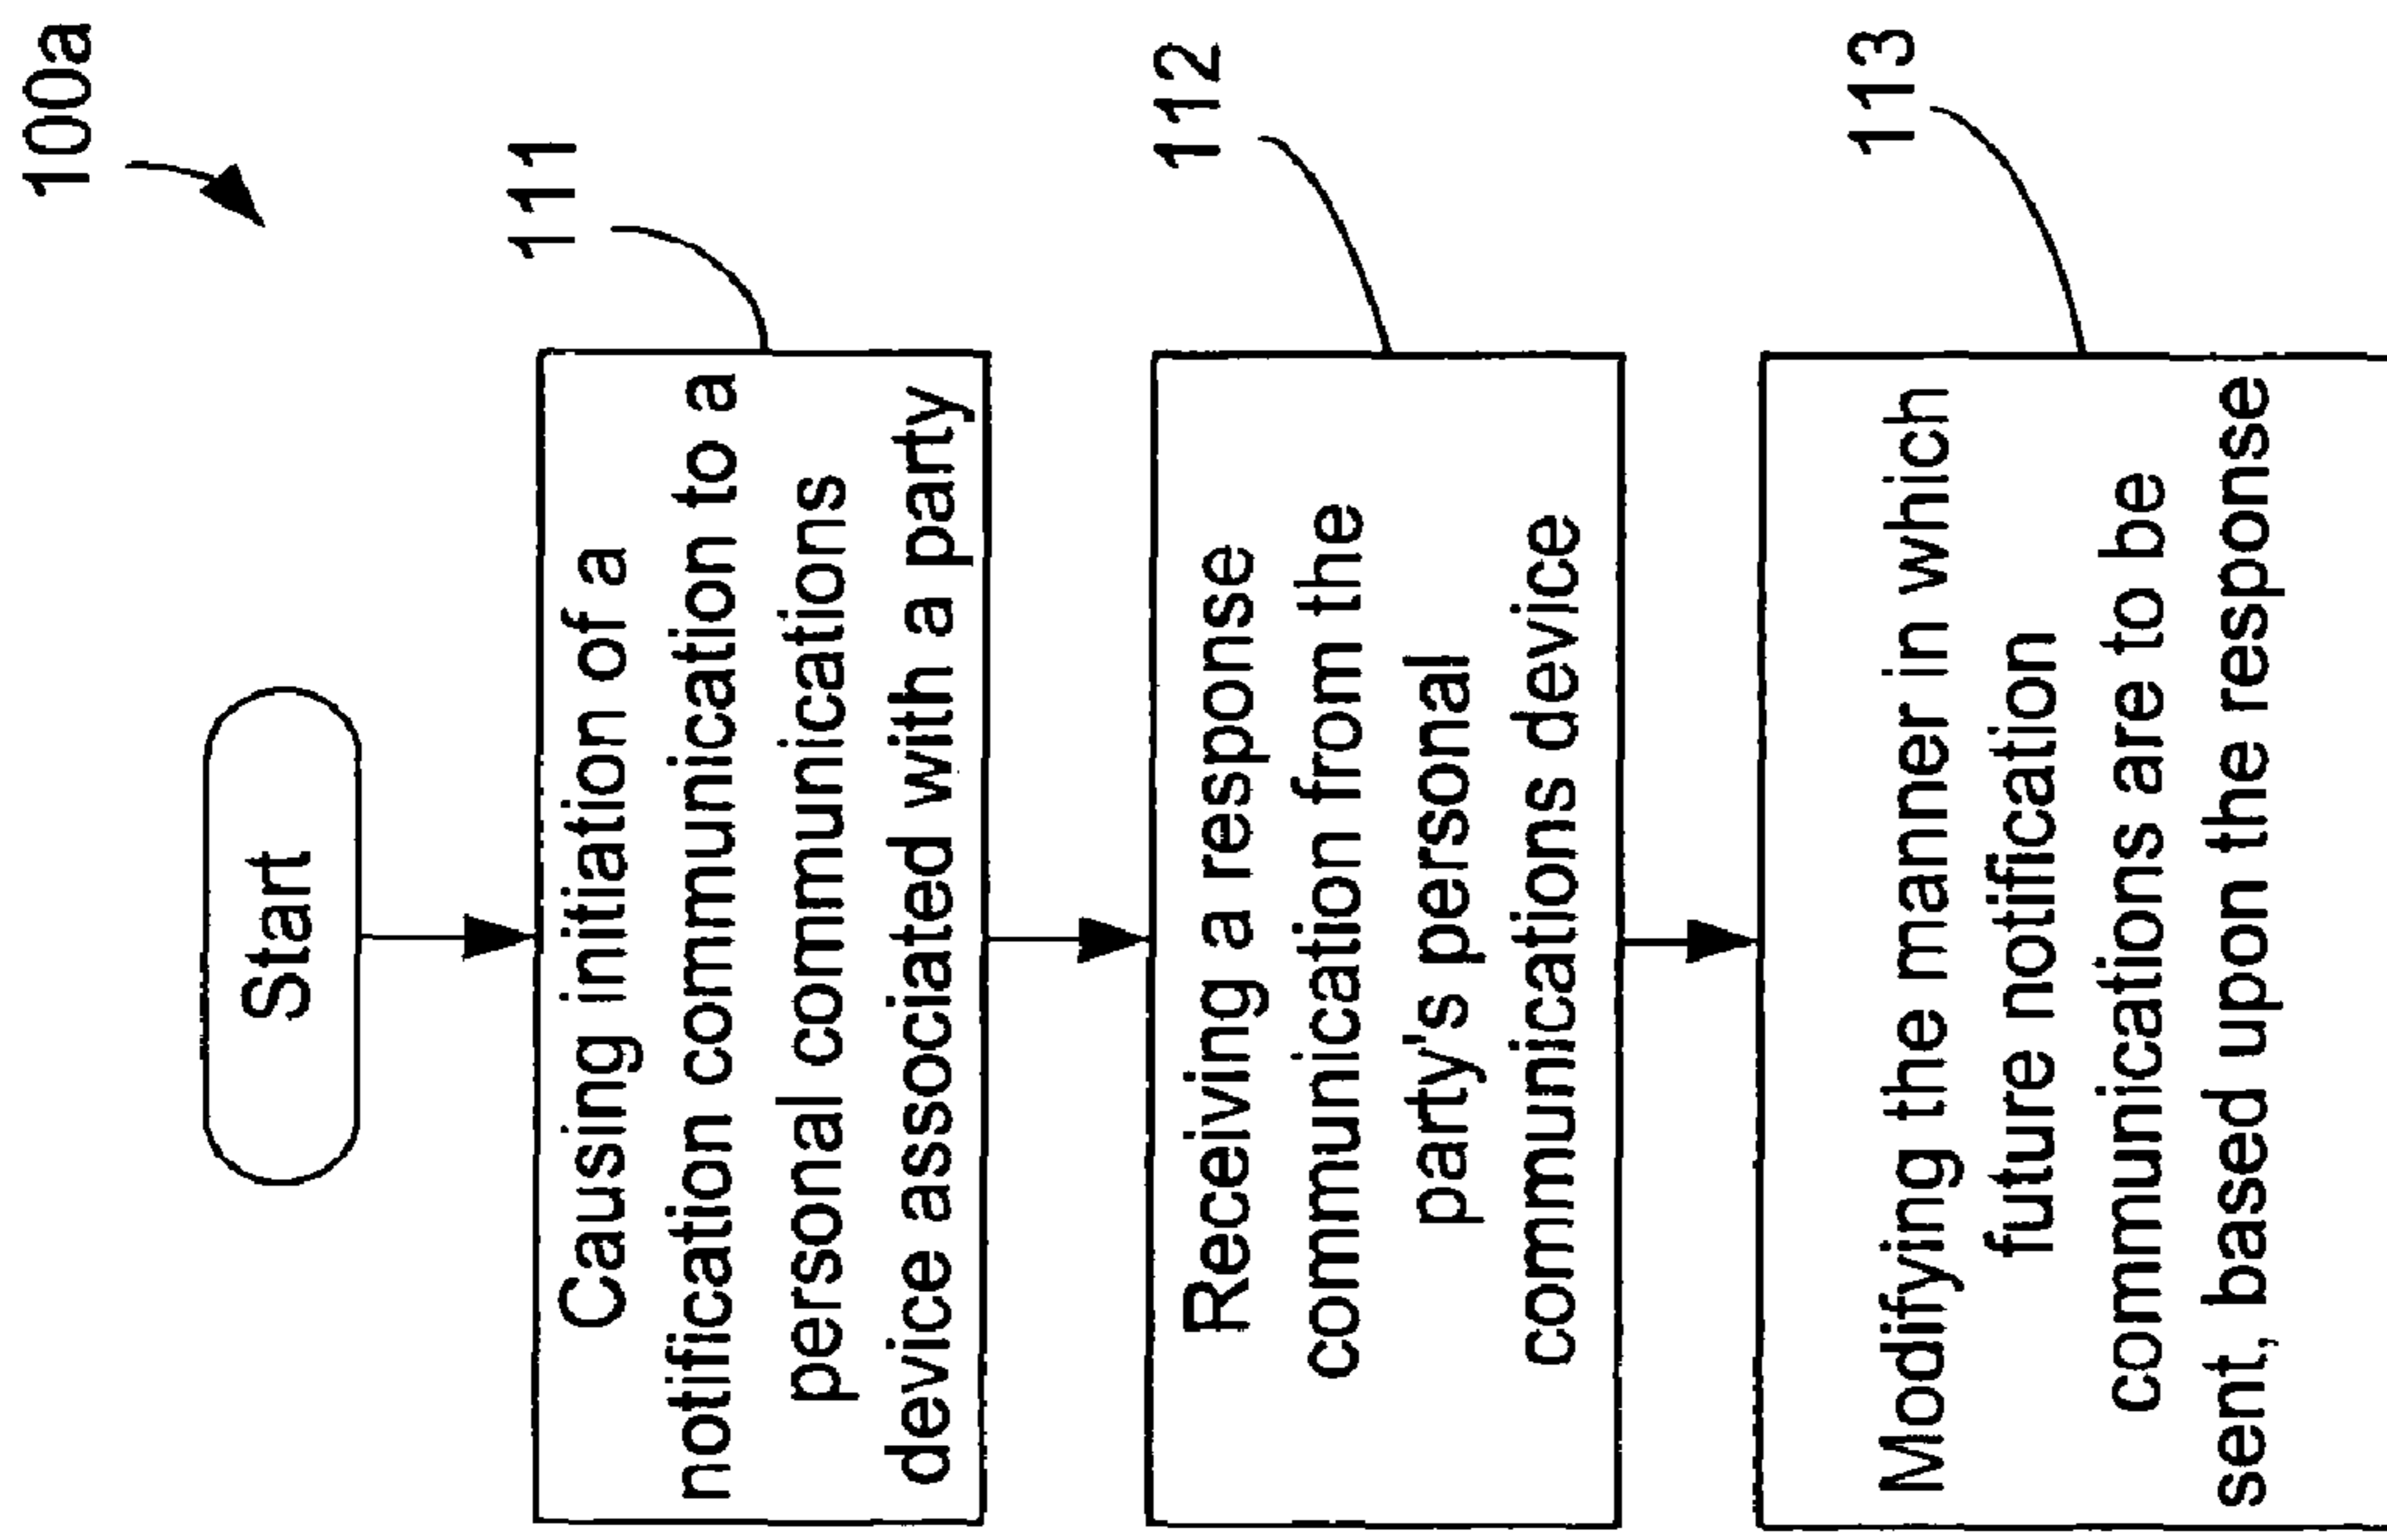 100a
Start
111
Causing initiation of a
notification communication to a
personal communications
device associated with a party
112
Receiving a response
communication from the
party's personal
communications device
113
Modifying the manner in which
future notification
communications are to be
sent, based upon the response